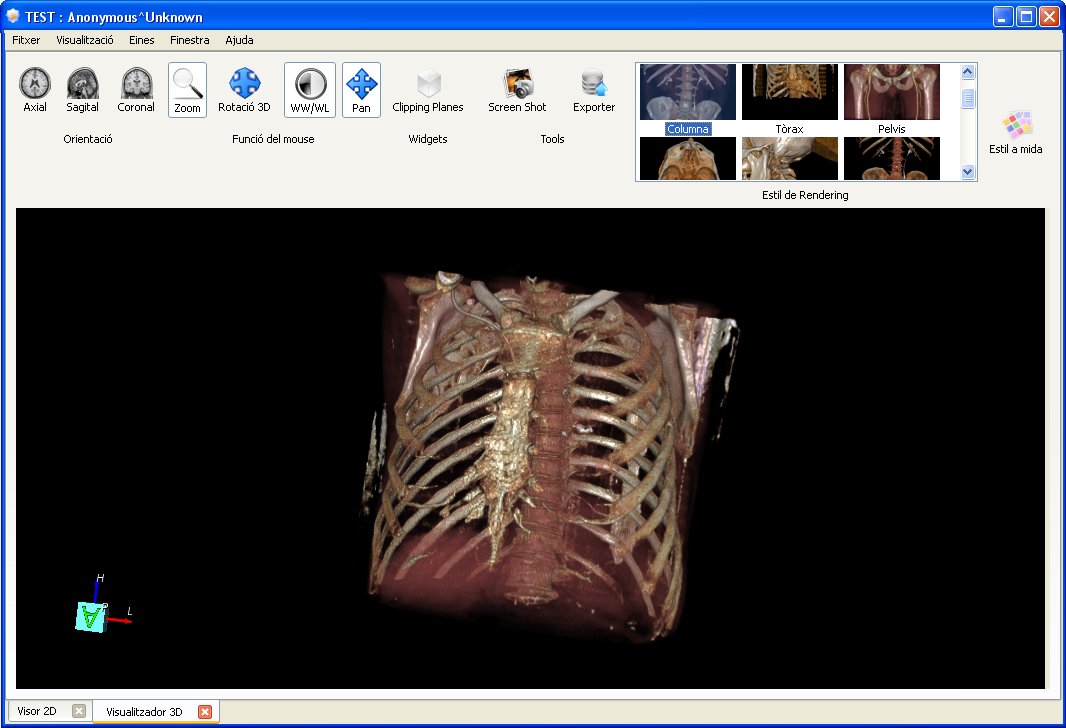 TEST : Anonymous^Unknown
Fitxer Visualització Eines Finestra Ajuda
Axial Sagital Coronal Zoom Rotació 3D WW/WL Pan Clipping Planes Screen Shot Exporter
Orientació Funció del mouse Widgets Tools
Columna Tòrax Pelvis
Estil a mida
Estil de Rendering
H
A
L
Visor 2D Visualitzador 3D